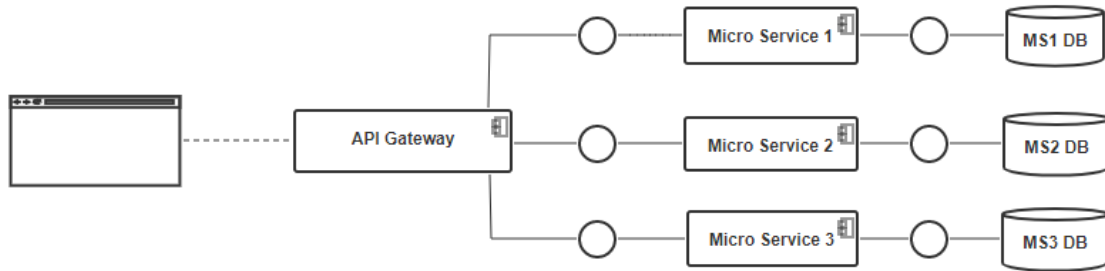 Micro Service 1
MS1 DB
API Gateway
Micro Service 2
MS2 DB
Micro Service 3
MS3 DB